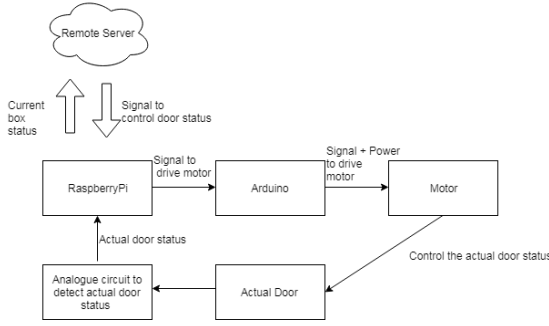 Remote Server
Current
box
status
Signal to
control door status
Signal to
drive motor
Signal + Power
to drive
motor
RaspberryPi
Arduino
Motor
Actual door status
Control the actual door status
Analogue circuit to
detect actual door
status
Actual Door